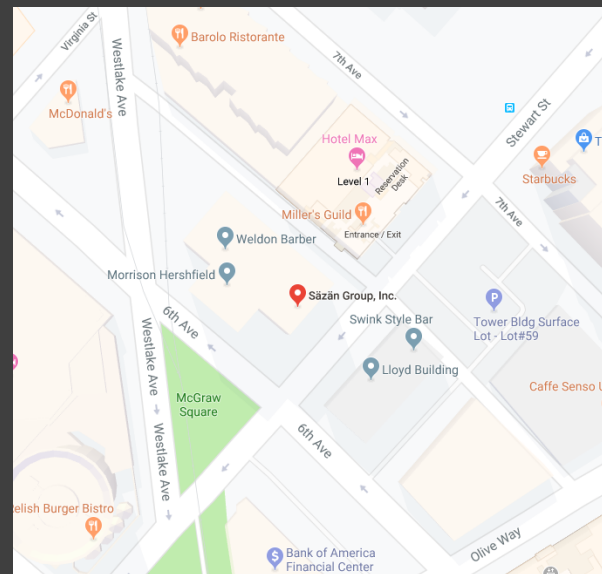 Virginia St
Westlake Ave
Barolo Ristorante
7th Ave
McDonald's
Stewart St
Hotel Max
Level 1
Reservation
Desk
Starbucks
T
Miller's Guild
7th Ave
Entrance / Exit
Weldon Barber
Morrison Hershfield
Säzän Group, Inc.
P
Swink Style Bar
Tower Bldg Surface
Lot - Lot#59
6th Ave
Westlake Ave
Lloyd Building
Caffe Senso U
McGraw
Square
6th Ave
Westlake Ave
elish Burger Bistro
Olive Way
$
Bank of America
Financial Center